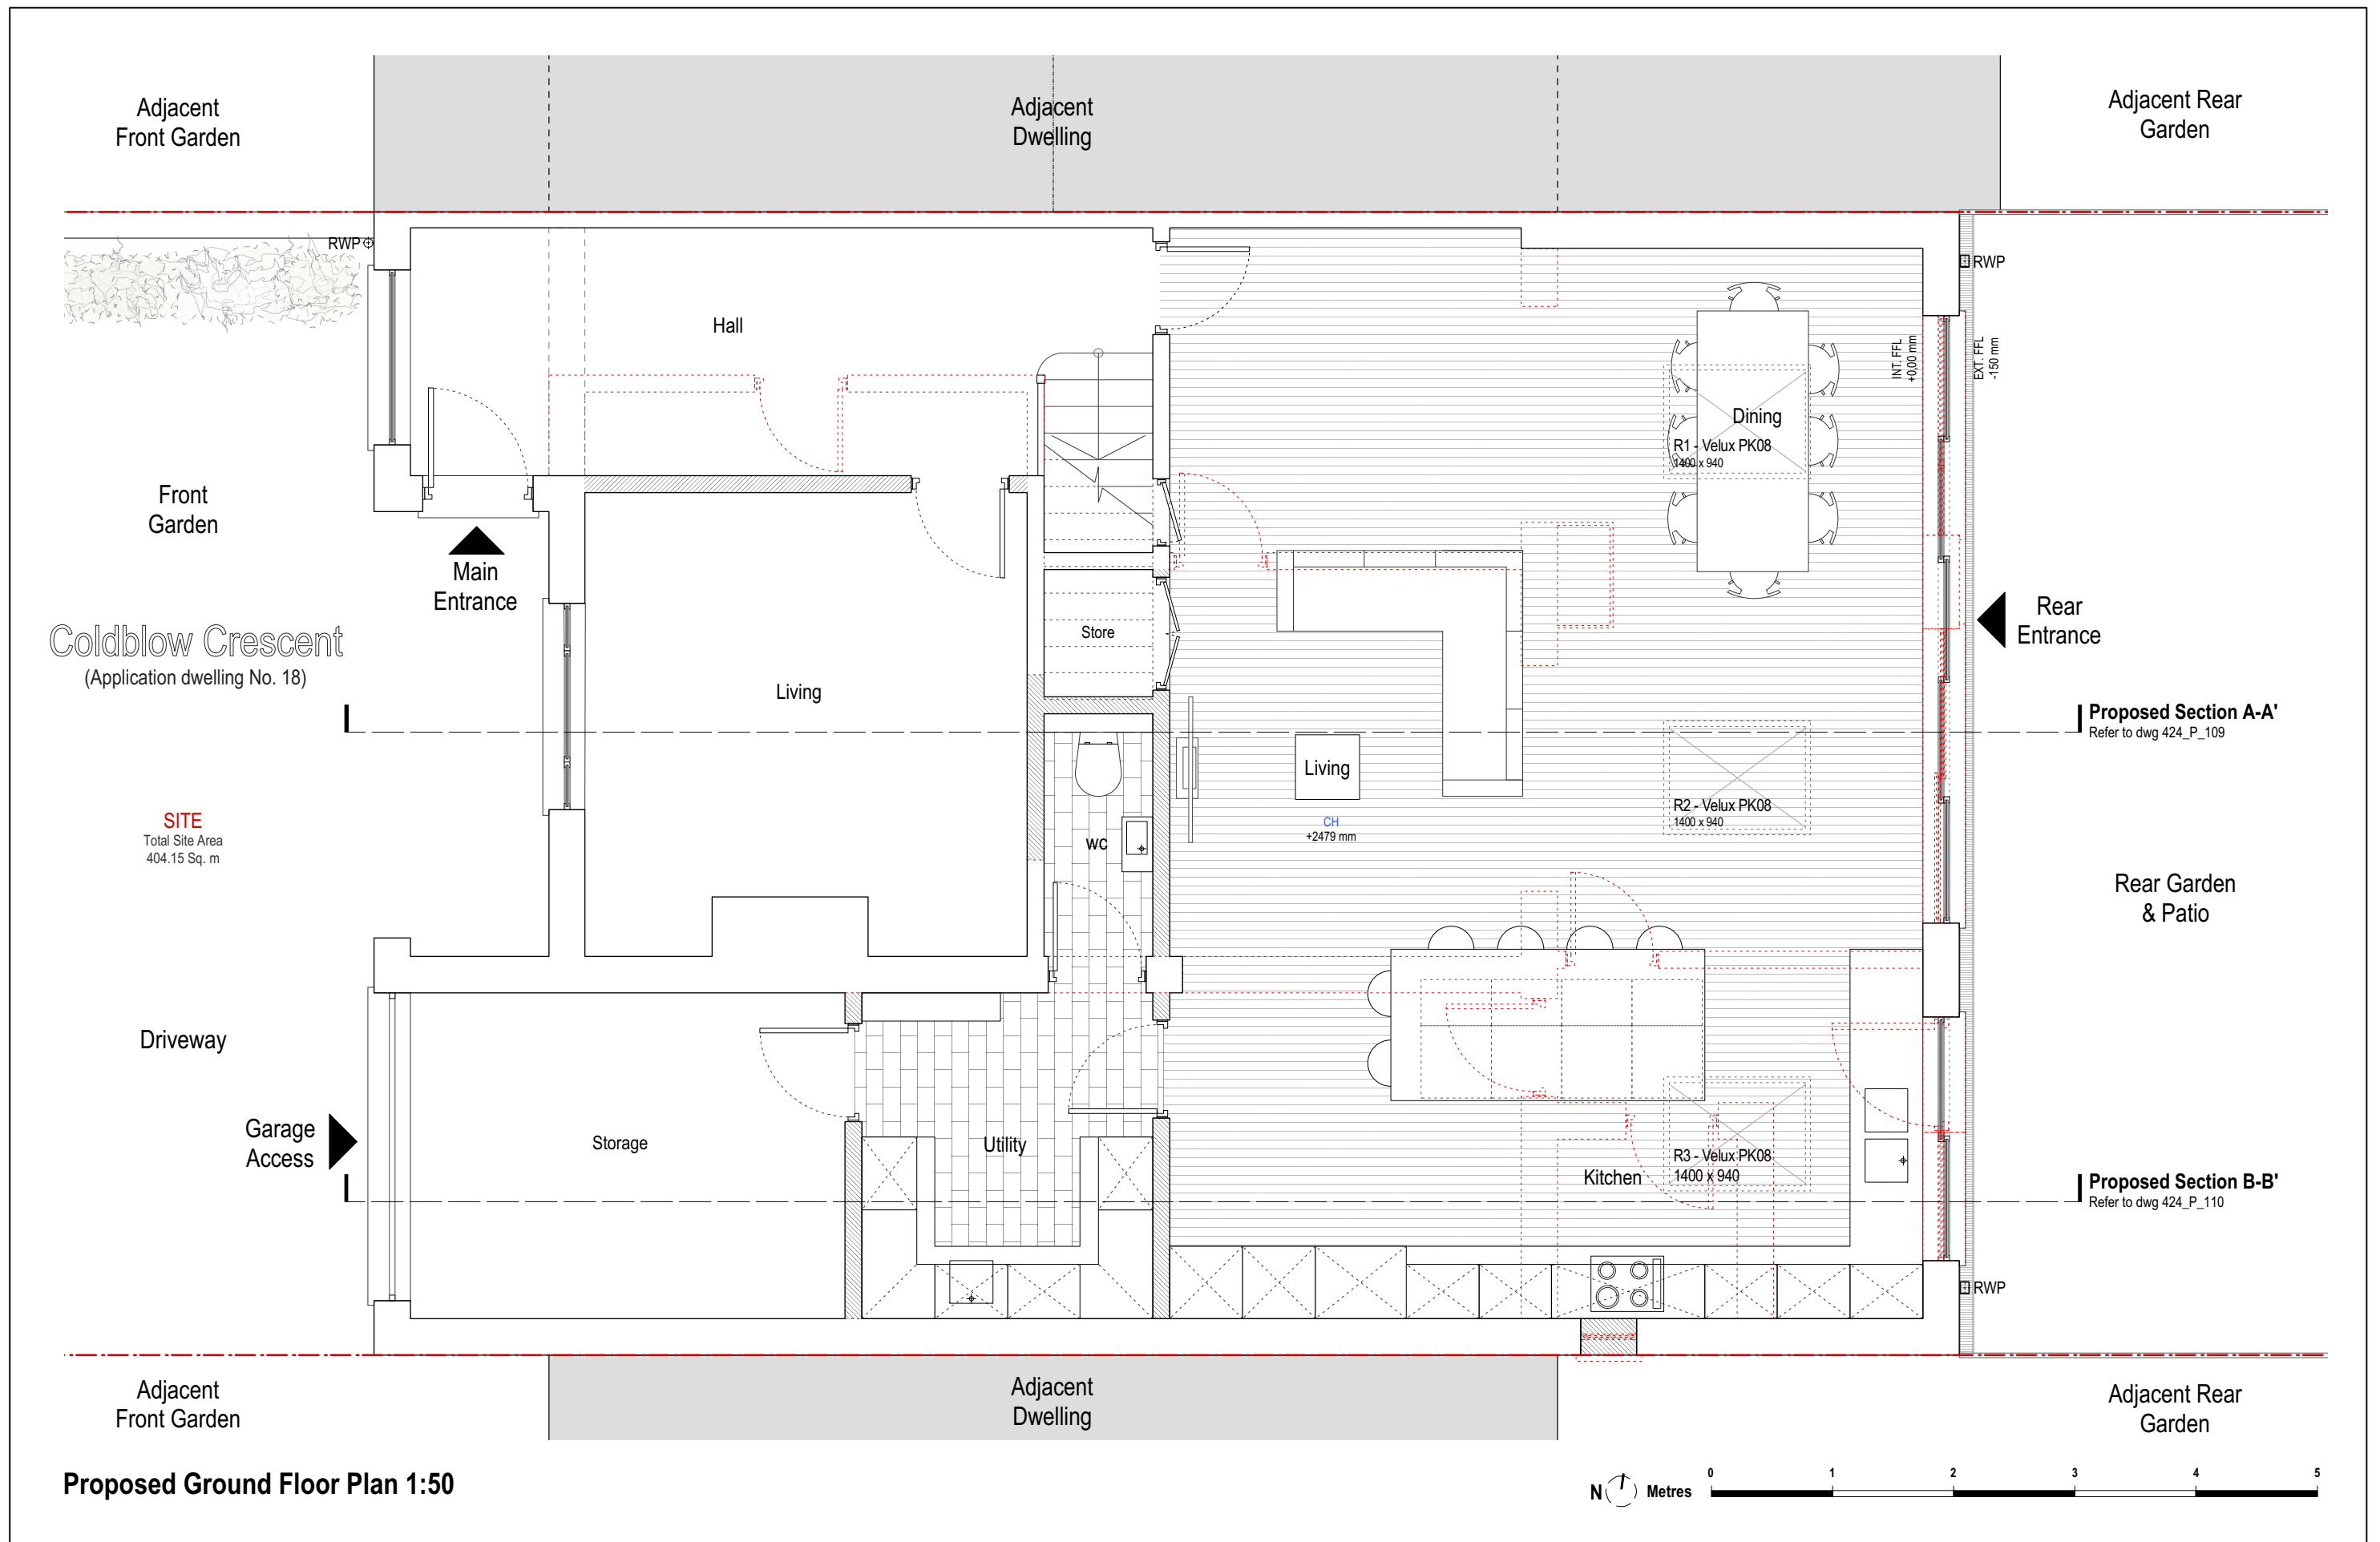 Adjacent
Front Garden
Adjacent
Dwelling
Adjacent Rear
Garden
RWP
RWP
Hall
INT. FFL
+0,00 mm
EXT. FFL
-150 mm
Dining
R1 - Velux PK08
1400 x 940
Front
Garden
Main
Entrance
Rear
Entrance
Coldblow Crescent
(Application dwelling No. 18)
Store
Living
Proposed Section A-A'
Refer to dwg 424_P_109
Living
CH
+2479 mm
R2 - Velux PK08
1400 x 940
SITE
Total Site Area
404.15 Sq. m
WC
Rear Garden
& Patio
Driveway
Garage
Access
Storage
Utility
Kitchen
R3 - Velux PK08
1400 x 940
Proposed Section B-B'
Refer to dwg 424_P_110
RWP
Adjacent
Front Garden
Adjacent
Dwelling
Adjacent Rear
Garden
Proposed Ground Floor Plan 1:50
N
Metres
0 1 2 3 4 5